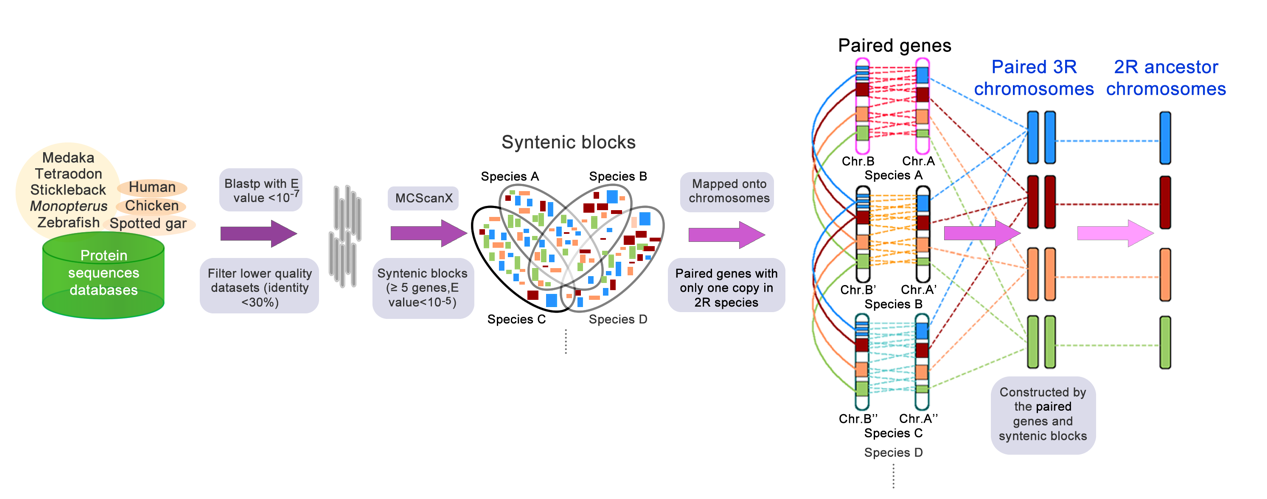 Medaka
Tetraodon
Stickleback
Monopterus
Zebrafish
Human
Chicken
Spotted gar
Protein
sequences
databases
Blastp with E
value <10-7
Filter lower quality
datasets (identity
<30%)
MCScanX
Syntenic blocks
(≥ 5 genes,E
value<10-5)
Syntenic blocks
Species A
Species B
Species C
Species D
Mapped onto
chromosomes
Paired genes with
only one copy in
2R species
Paired genes
Chr.B
Chr.A
Species A
Chr.B'
Chr.A'
Species B
Chr.B''
Chr.A''
Species C
Species D
Paired 3R
chromosomes
2R ancestor
chromosomes
Constructed by
the paired
genes and
syntenic blocks